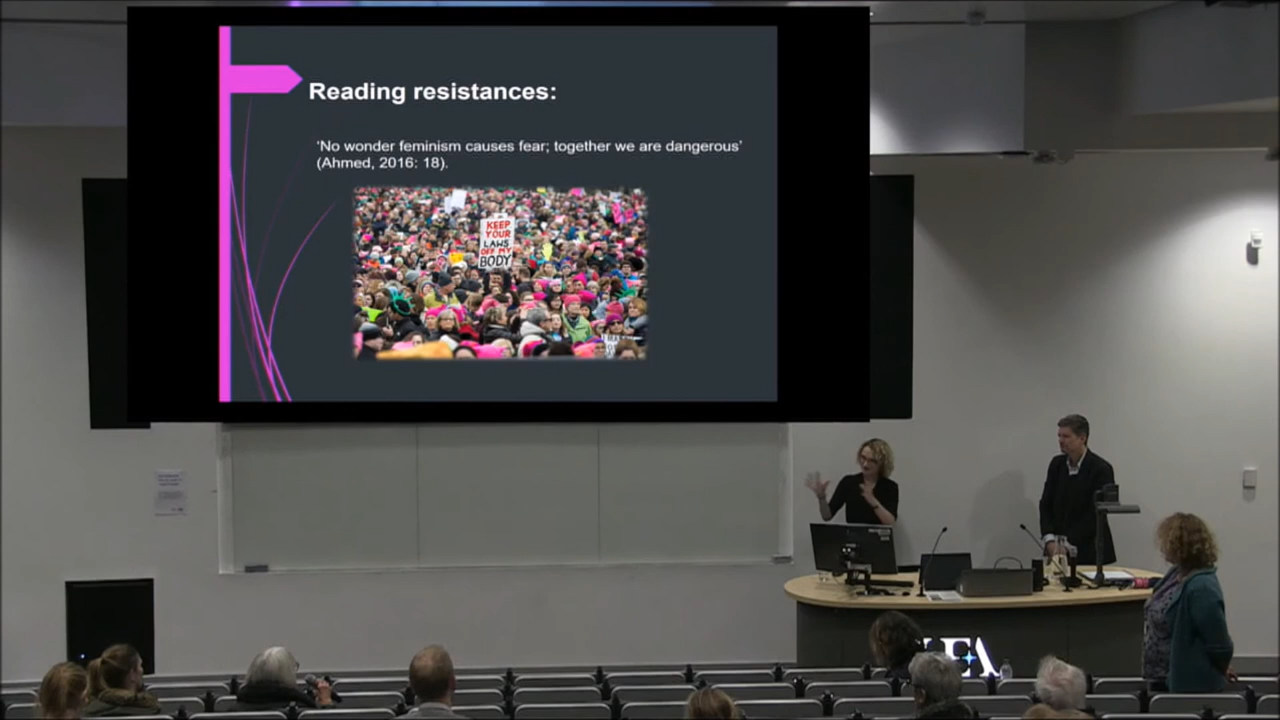 Reading resistances:
‘No wonder feminism causes fear; together we are dangerous’
(Ahmed, 2016: 18).
KEEP
YOUR
LAWS
OFF MY
BODY